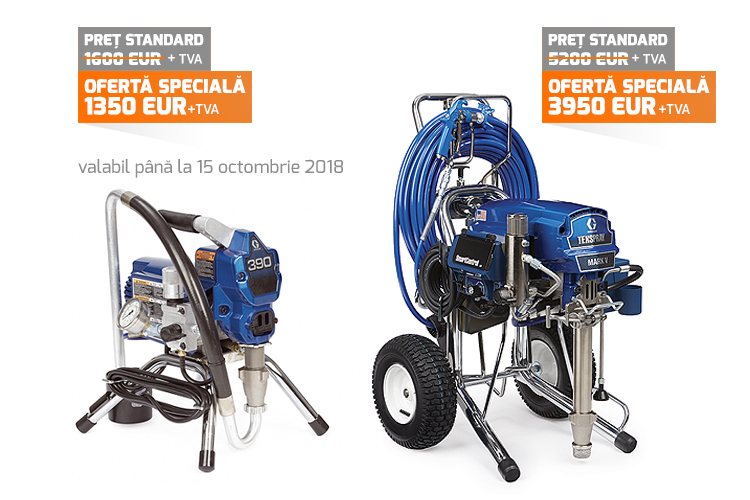 PREȚ STANDARD
1600 EUR + TVA
OFERTĂ SPECIALĂ
1350 EUR+TVA
PREȚ STANDARD
5200 EUR + TVA
OFERTĂ SPECIALĂ
3950 EUR+TVA
valabil până la 15 octombrie 2018
390
TEXSPRAY
MARK V
SmartControl